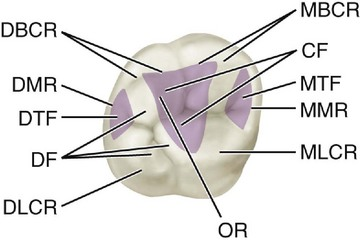 DBCR
DMR
DTF
DF
DLCR
MBCR
CF
MTF
MMR
MLCR
OR